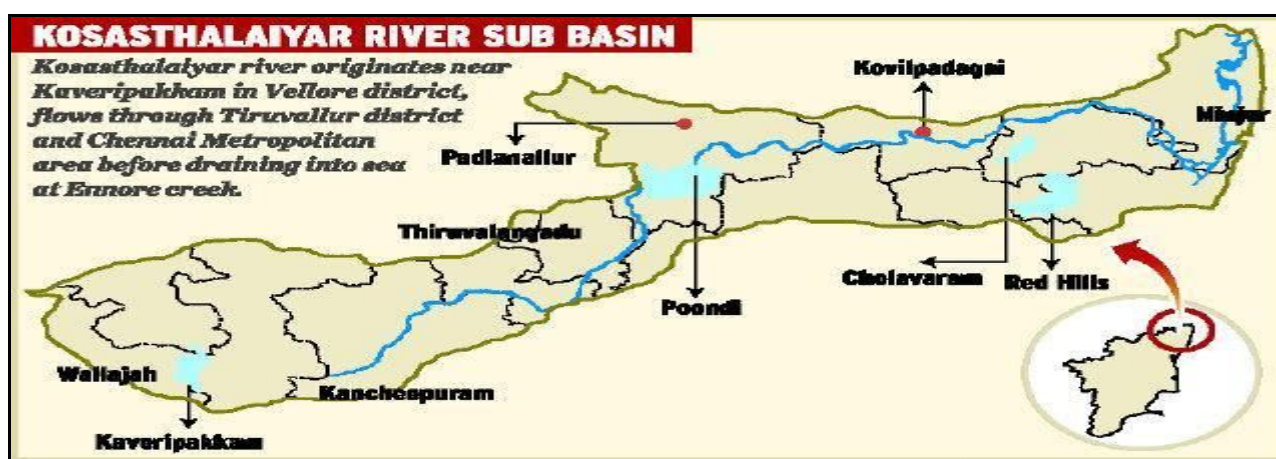 KOSASTHALAIYAR RIVER SUB BASIN
Kosasthalaiyar river originates near
Kaveripakkam in Vellore district,
flows through Tiruvallur district
and Chennai Metropolitan
area before draining into sea
at Ennore creek.
Kovilpadagai
Minjur
Padianallur
Thiruvalangadu
Cholavaram
Red Hills
Poondi
Wallajah
Kancheepuram
Kaveripakkam